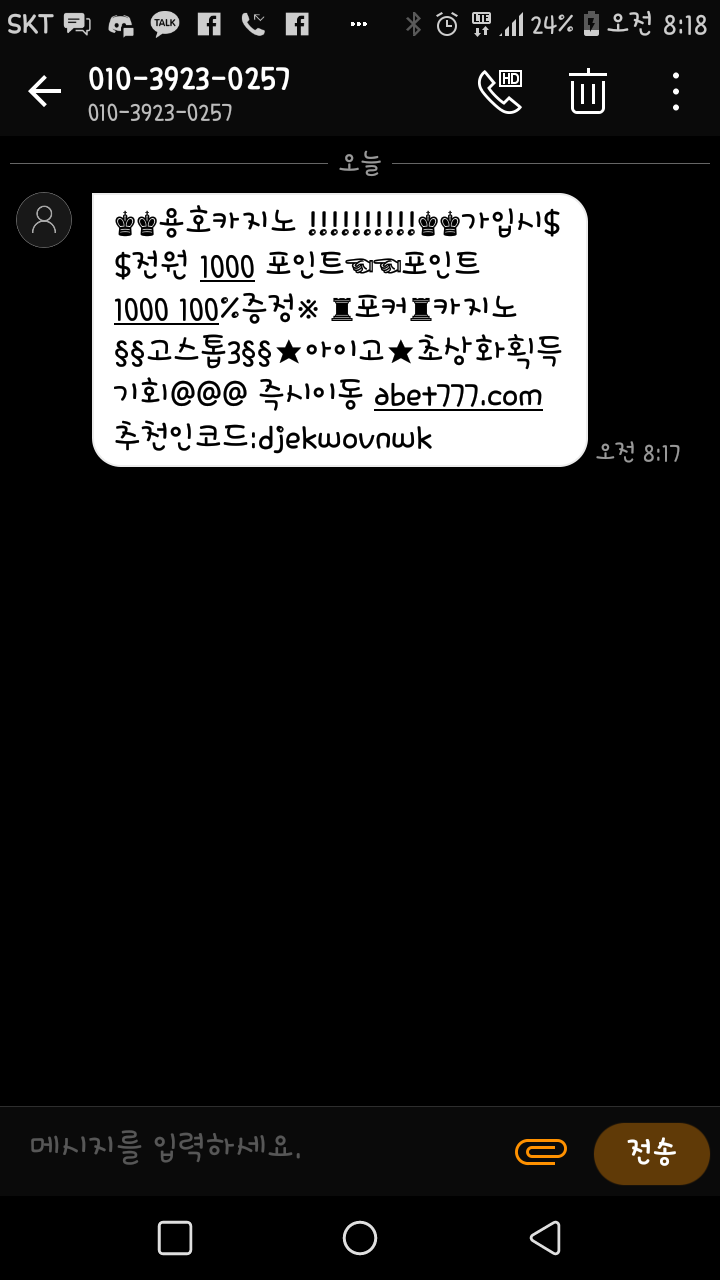 SKT TALK LTE 24% 오전 8:18
010-3923-0257 HD
010-3923-0257
오늘
♚♚용호카지노 !!!!!!!!!!♚♚가입시$
$전원 1000 포인트☜☜포인트
1000 100%증정※ ♜포커♜카지노
§§고스톱3§§★아이고★초상화획득
기회@@@ 즉시이동 abet777.com
추천인코드:djekwovnwk
오전 8:17
메시지를 입력하세요.
전송